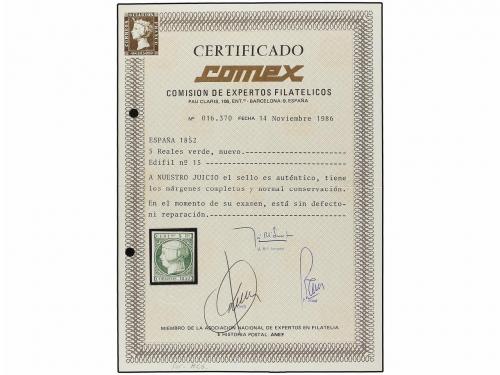 CERTIFICADO
comex
COMISION DE EXPERTOS FILATELICOS
PAU CLARIS, 106, ENT.º - BARCELONA-9. ESPAÑA
Nº 016.370 FECHA 14 Noviembre 1986
ESPAÑA 1852
5 Reales verde, nuevo.
Edifil nº 15
A NUESTRO JUICIO el sello es auténtico, tiene
los márgenes completos y normal conservación.
En el momento de su examen, está sin defecto-
ni reparación.
MIEMBRO DE LA ASOCIACION NACIONAL DE EXPERTOS EN FILATELIA
E HISTORIA POSTAL. ANEF